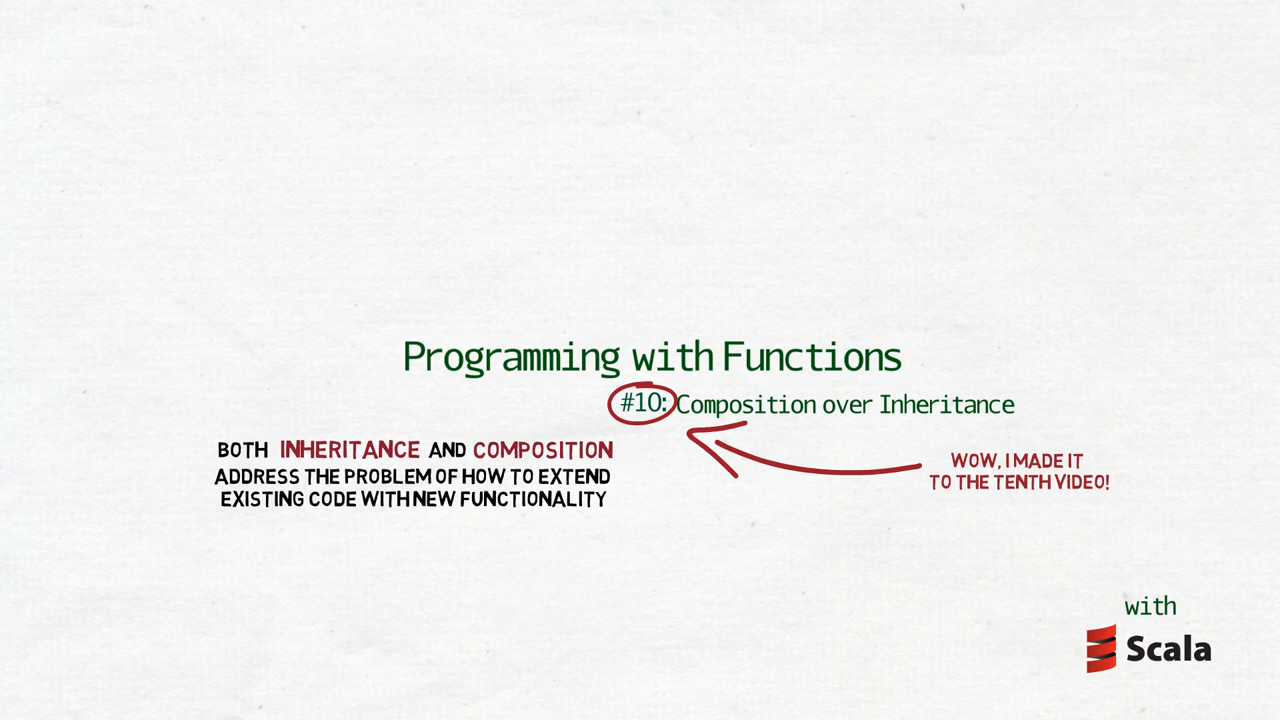 Programming with Functions
#10: Composition over Inheritance
BOTH INHERITANCE AND COMPOSITION
ADDRESS THE PROBLEM OF HOW TO EXTEND
EXISTING CODE WITH NEW FUNCTIONALITY
WOW, I MADE IT
TO THE TENTH VIDEO!
with
Scala